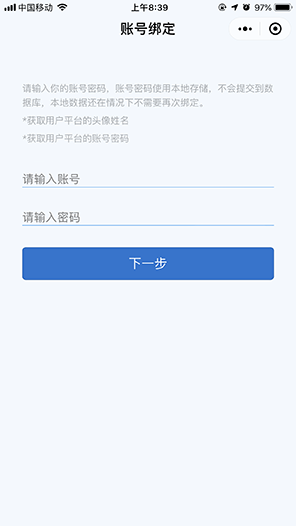 中国移动
上午8:39
97%
账号绑定
请输入你的账号密码，账号密码使用本地存储，不会提交到
数据库，本地数据还在情况下不需要再次绑定。
*获取用户平台的头像姓名
*获取用户平台的账号密码
请输入账号
请输入密码
下一步